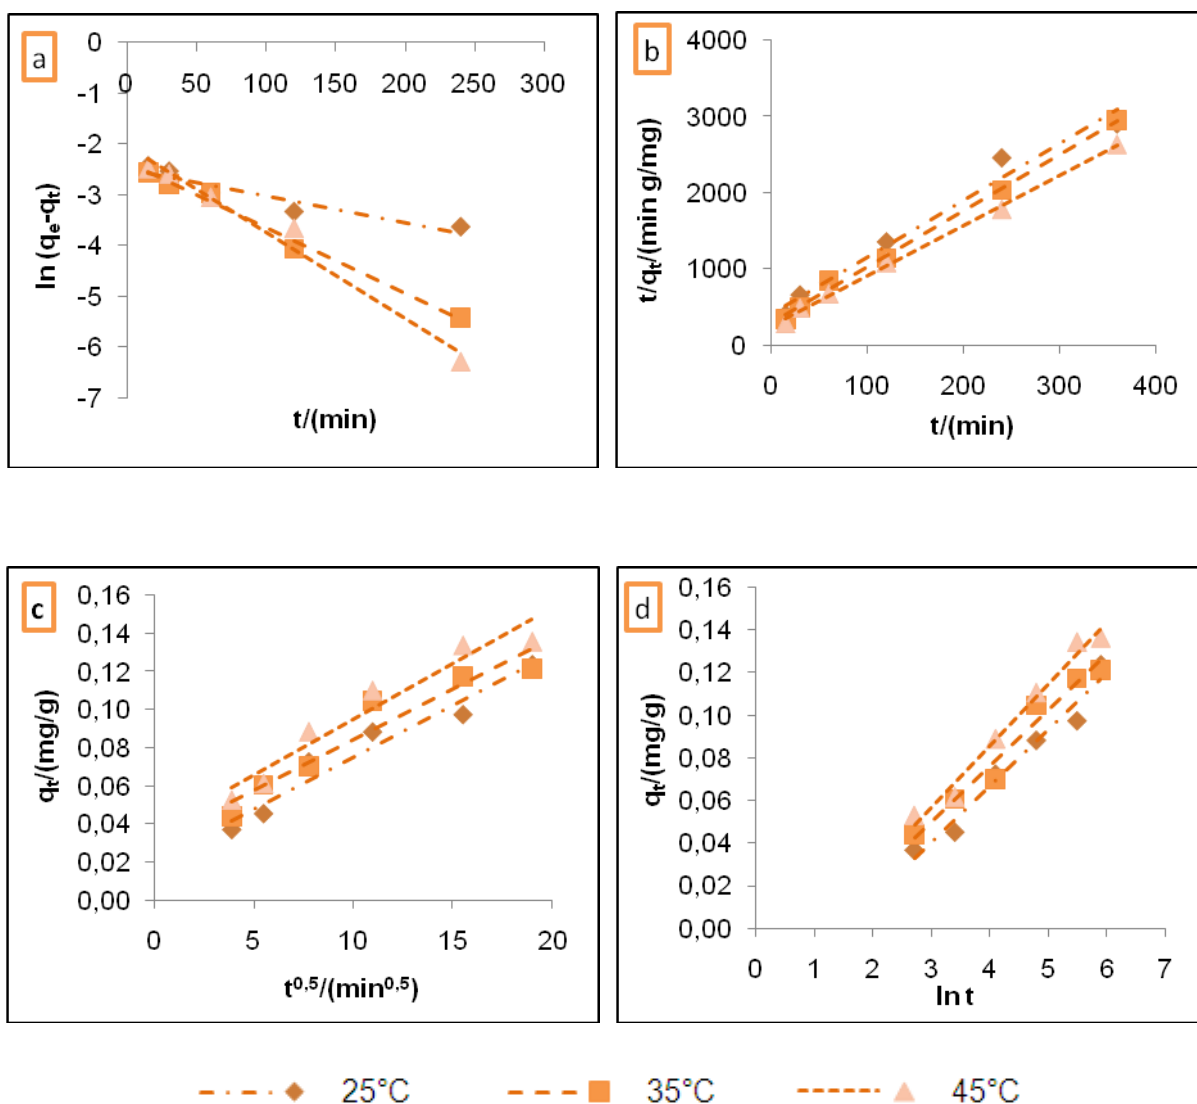 a
0
-1
-2
-3
-4
-5
-6
-7
0 50 100 150 200 250 300
ln (qe-qt)
t/(min)
b
4000
3000
2000
1000
0
0 100 200 300 400
t/qt/(min g/mg)
t/(min)
c
0,16
0,14
0,12
0,10
0,08
0,06
0,04
0,02
0,00
0 5 10 15 20
qt/(mg/g)
t0,5/(min0,5)
d
0,16
0,14
0,12
0,10
0,08
0,06
0,04
0,02
0,00
0 1 2 3 4 5 6 7
qt/(mg/g)
ln t
25°C 35°C 45°C